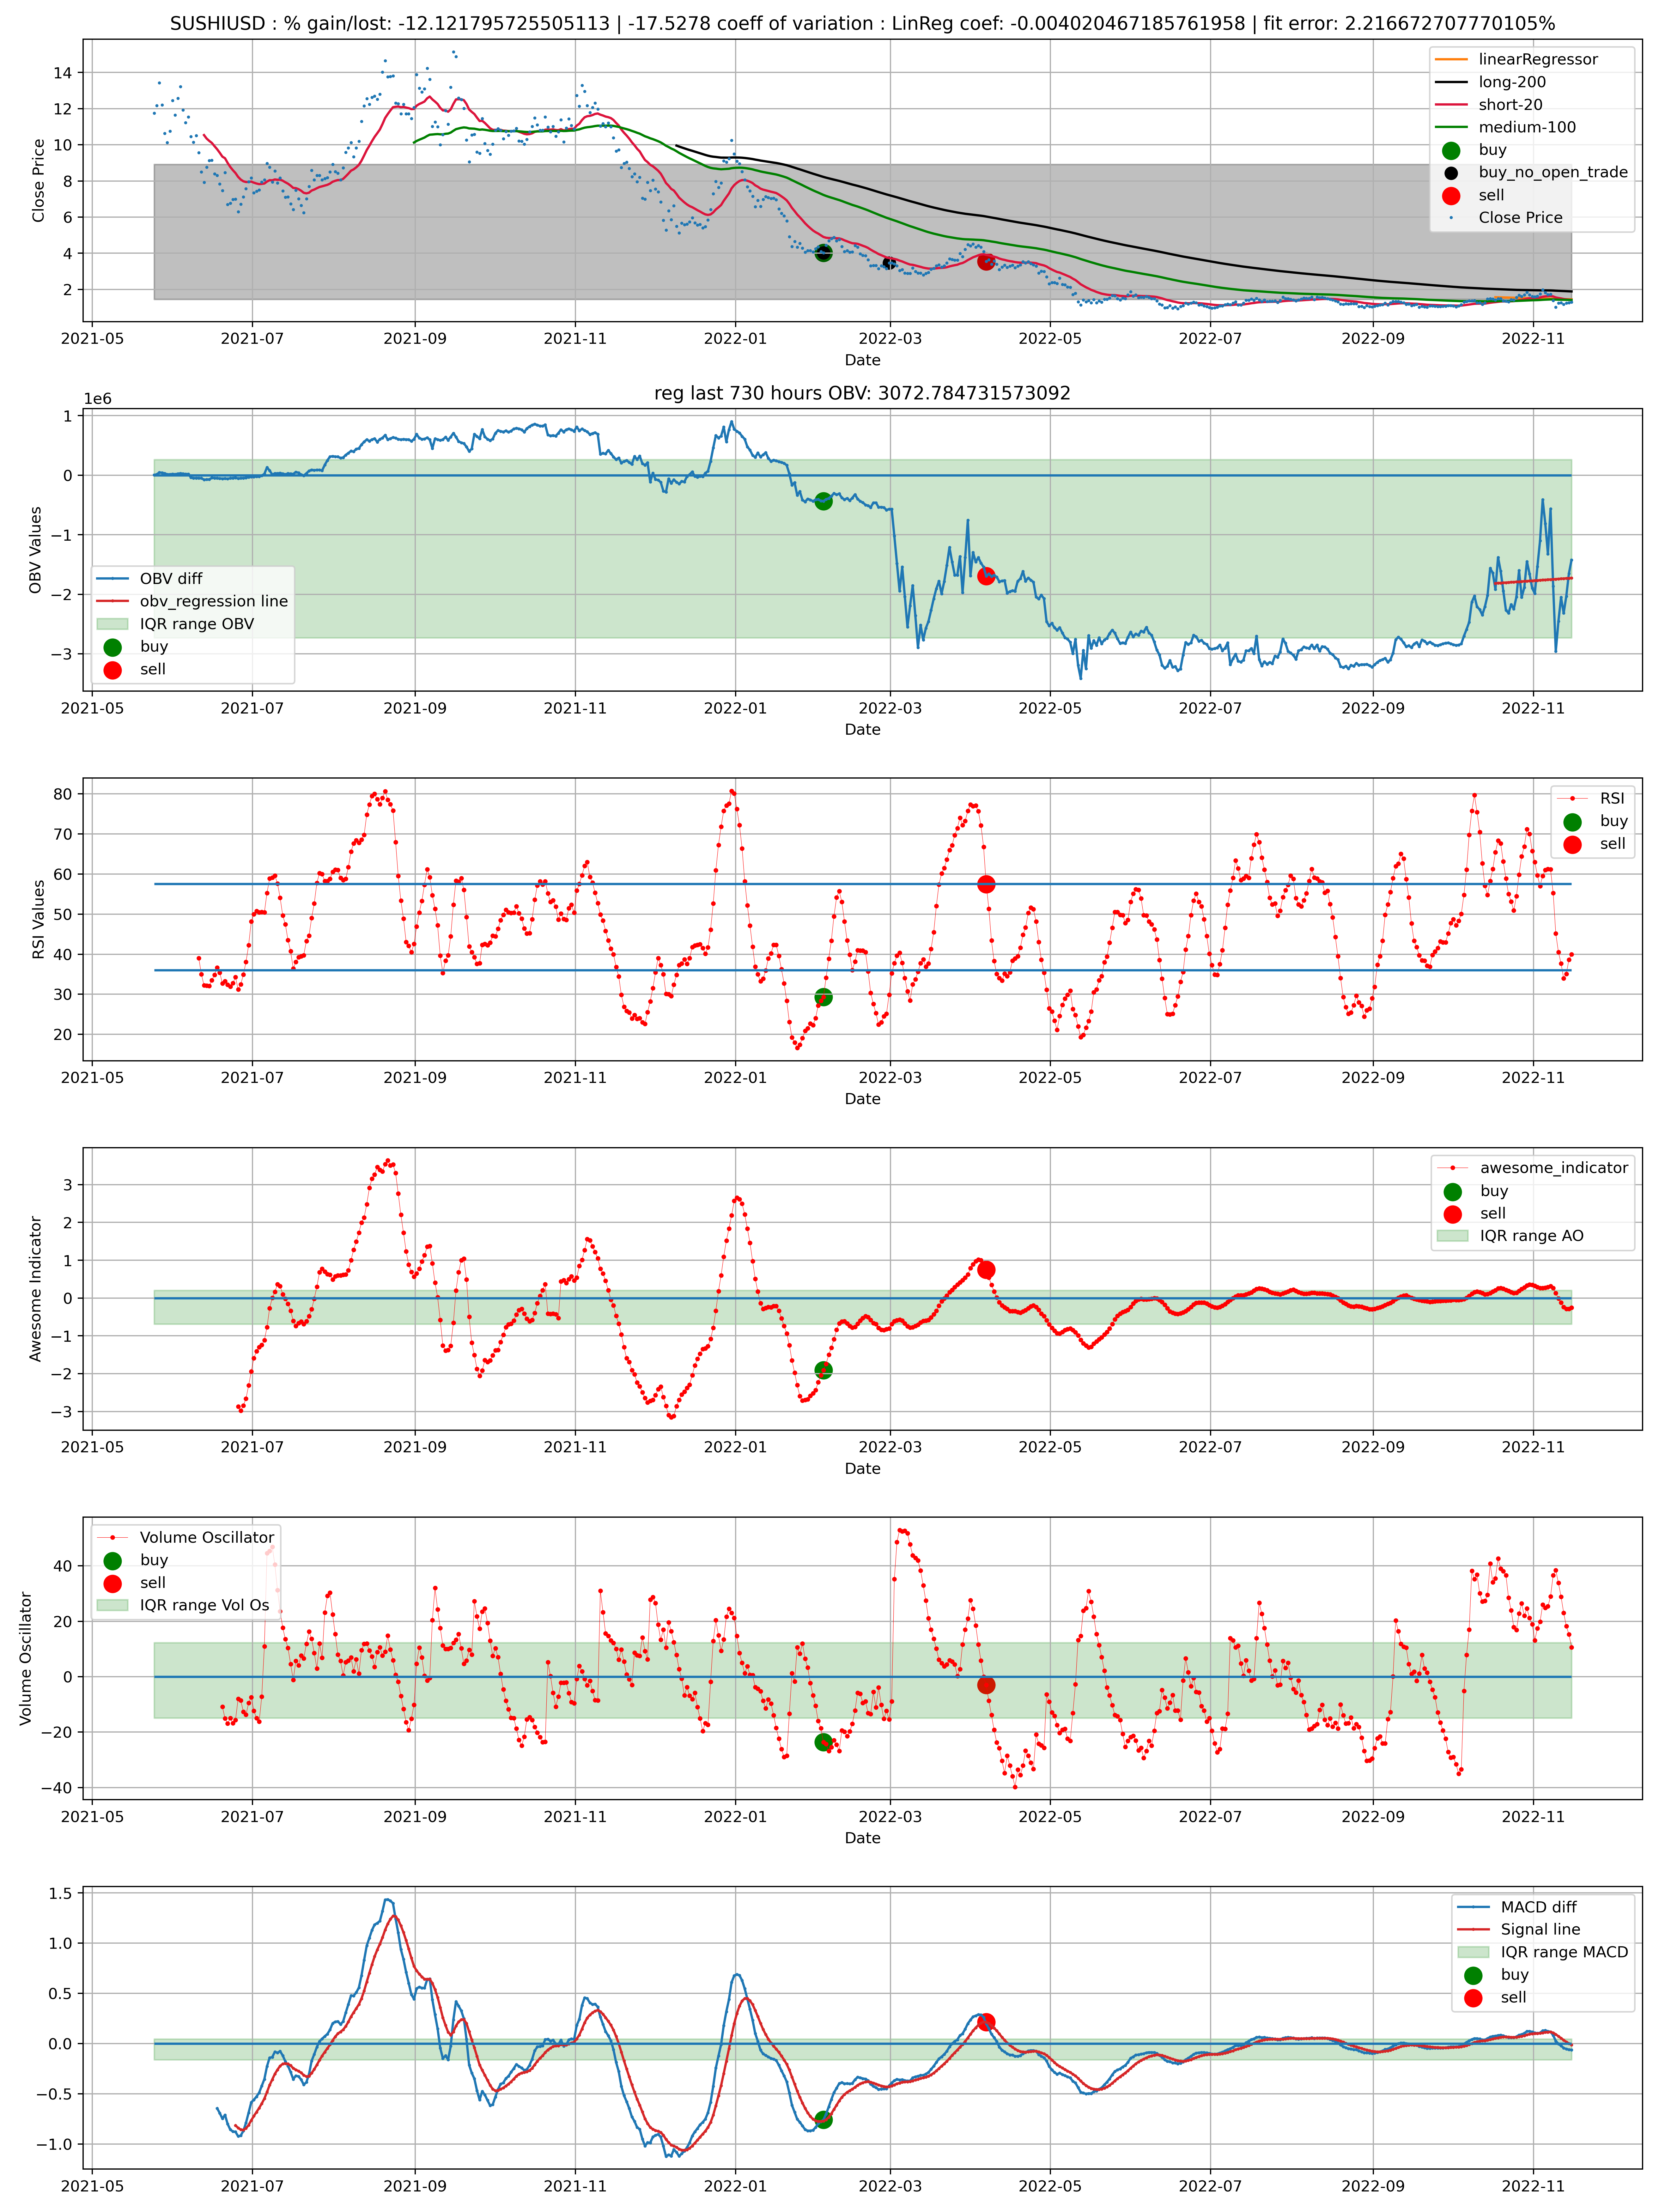 SUSHIUSD : % gain/lost: -12.121795725505113 | -17.5278 coeff of variation : LinReg coef: -0.004020467185761958 | fit error: 2.216672707770105%
Close Price
14
12
10
8
6
4
2
linearRegressor
long-200
short-20
medium-100
buy
buy_no_open_trade
sell
Close Price
2021-05 2021-07 2021-09 2021-11 2022-01 2022-03 2022-05 2022-07 2022-09 2022-11
Date
reg last 730 hours OBV: 3072.784731573092
1e6
OBV Values
1
0
−1
−2
−3
OBV diff
obv_regression line
IQR range OBV
buy
sell
2021-05 2021-07 2021-09 2021-11 2022-01 2022-03 2022-05 2022-07 2022-09 2022-11
Date
RSI Values
80
70
60
50
40
30
20
RSI
buy
sell
2021-05 2021-07 2021-09 2021-11 2022-01 2022-03 2022-05 2022-07 2022-09 2022-11
Date
Awesome Indicator
3
2
1
0
−1
−2
−3
awesome_indicator
buy
sell
IQR range AO
2021-05 2021-07 2021-09 2021-11 2022-01 2022-03 2022-05 2022-07 2022-09 2022-11
Date
Volume Oscillator
40
20
0
−20
−40
Volume Oscillator
buy
sell
IQR range Vol Os
2021-05 2021-07 2021-09 2021-11 2022-01 2022-03 2022-05 2022-07 2022-09 2022-11
Date
1.5
1.0
0.5
0.0
−0.5
−1.0
MACD diff
Signal line
IQR range MACD
buy
sell
2021-05 2021-07 2021-09 2021-11 2022-01 2022-03 2022-05 2022-07 2022-09 2022-11